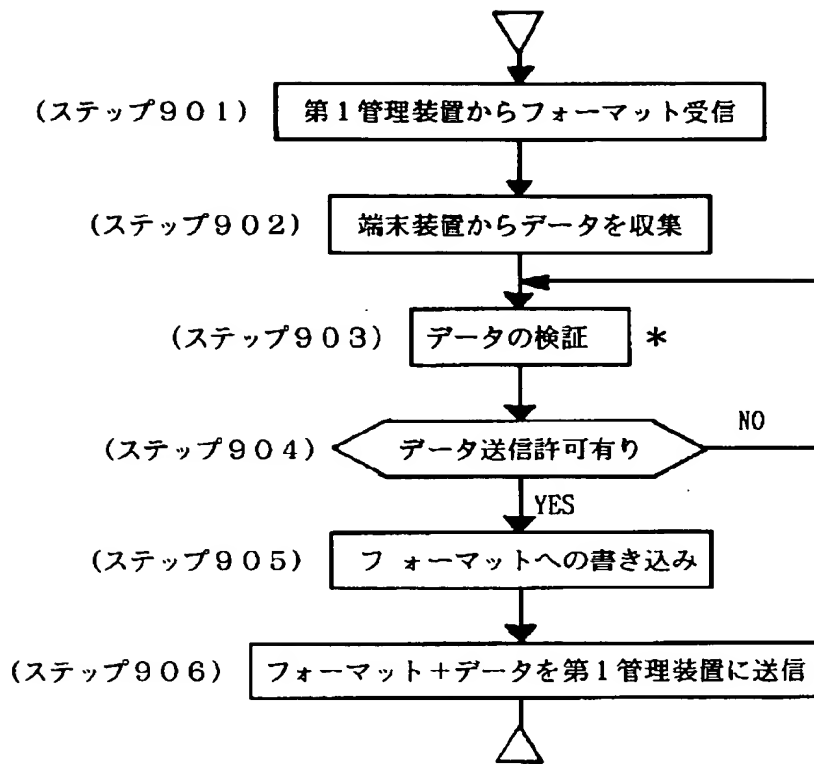 (ステップ901) 第1管理装置からフォーマット受信
(ステップ902) 端末装置からデータを収集
(ステップ903) データの検証 *
(ステップ904) データ送信許可有り NO
YES
(ステップ905) フォーマットへの書き込み
(ステップ906) フォーマット+データを第1管理装置に送信